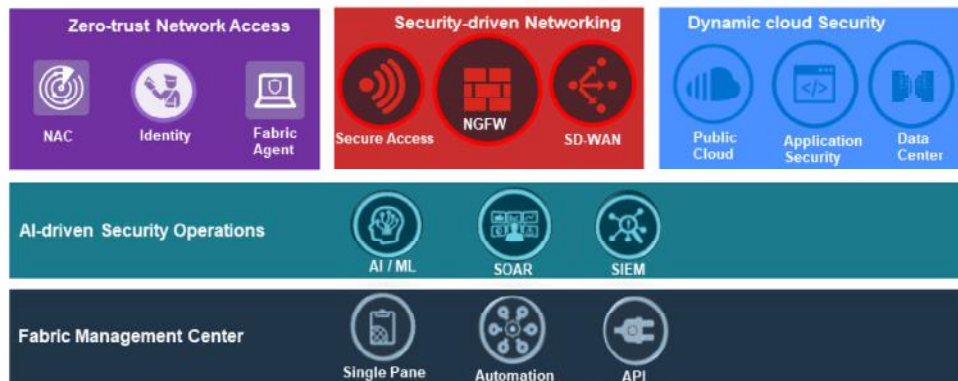 Zero-trust Network Access
NAC
Identity
Fabric
Agent
Security-driven Networking
Secure Access
NGFW
SD-WAN
Dynamic cloud Security
Public
Cloud
Application
Security
Data
Center
AI-driven Security Operations
AI / ML
SOAR
SIEM
Fabric Management Center
Single Pane
Automation
API